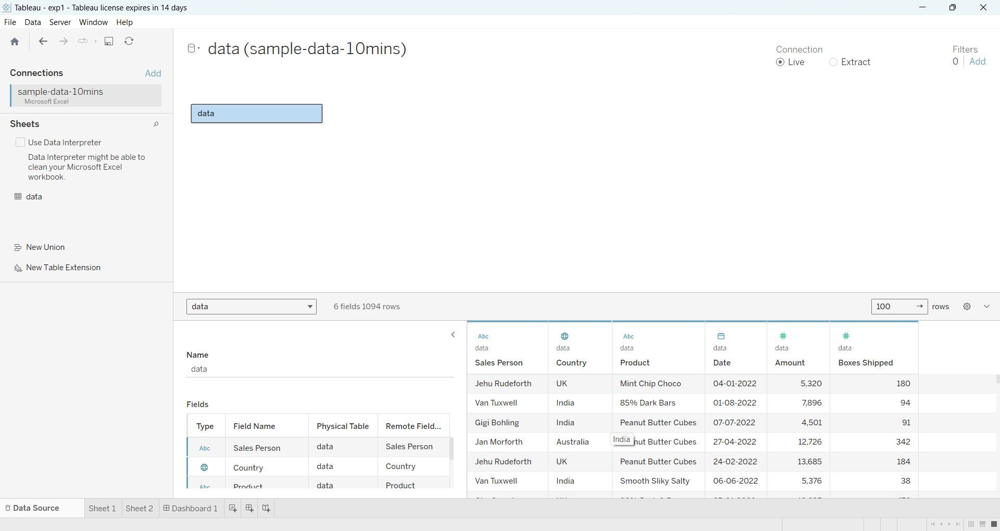 Tableau - exp1 - Tableau license expires in 14 days
File Data Server Window Help
Connections Add
sample-data-10mins
Microsoft Excel
Sheets
Use Data Interpreter
Data Interpreter might be able to
clean your Microsoft Excel
workbook.
data
New Union
New Table Extension
data (sample-data-10mins)
Connection
Live Extract
Filters
0 Add
data
data 6 fields 1094 rows 100 rows
Name
data
Fields
Type Field Name Physical Table Remote Field...
Abc Sales Person data Sales Person
Country data Country
Abc Product data Product
Abc Abc
data data data data data data
Sales Person Country Product Date Amount Boxes Shipped
Jehu Rudeforth UK Mint Chip Choco 04-01-2022 5,320 180
Van Tuxwell India 85% Dark Bars 01-08-2022 7,896 94
Gigi Bohling India Peanut Butter Cubes 07-07-2022 4,501 91
Jan Morforth Australia nut Butter Cubes 27-04-2022 12,726 342
India
Jehu Rudeforth UK Peanut Butter Cubes 24-02-2022 13,685 184
Van Tuxwell India Smooth Sliky Salty 06-06-2022 5,376 38
Data Source Sheet 1 Sheet 2 Dashboard 1